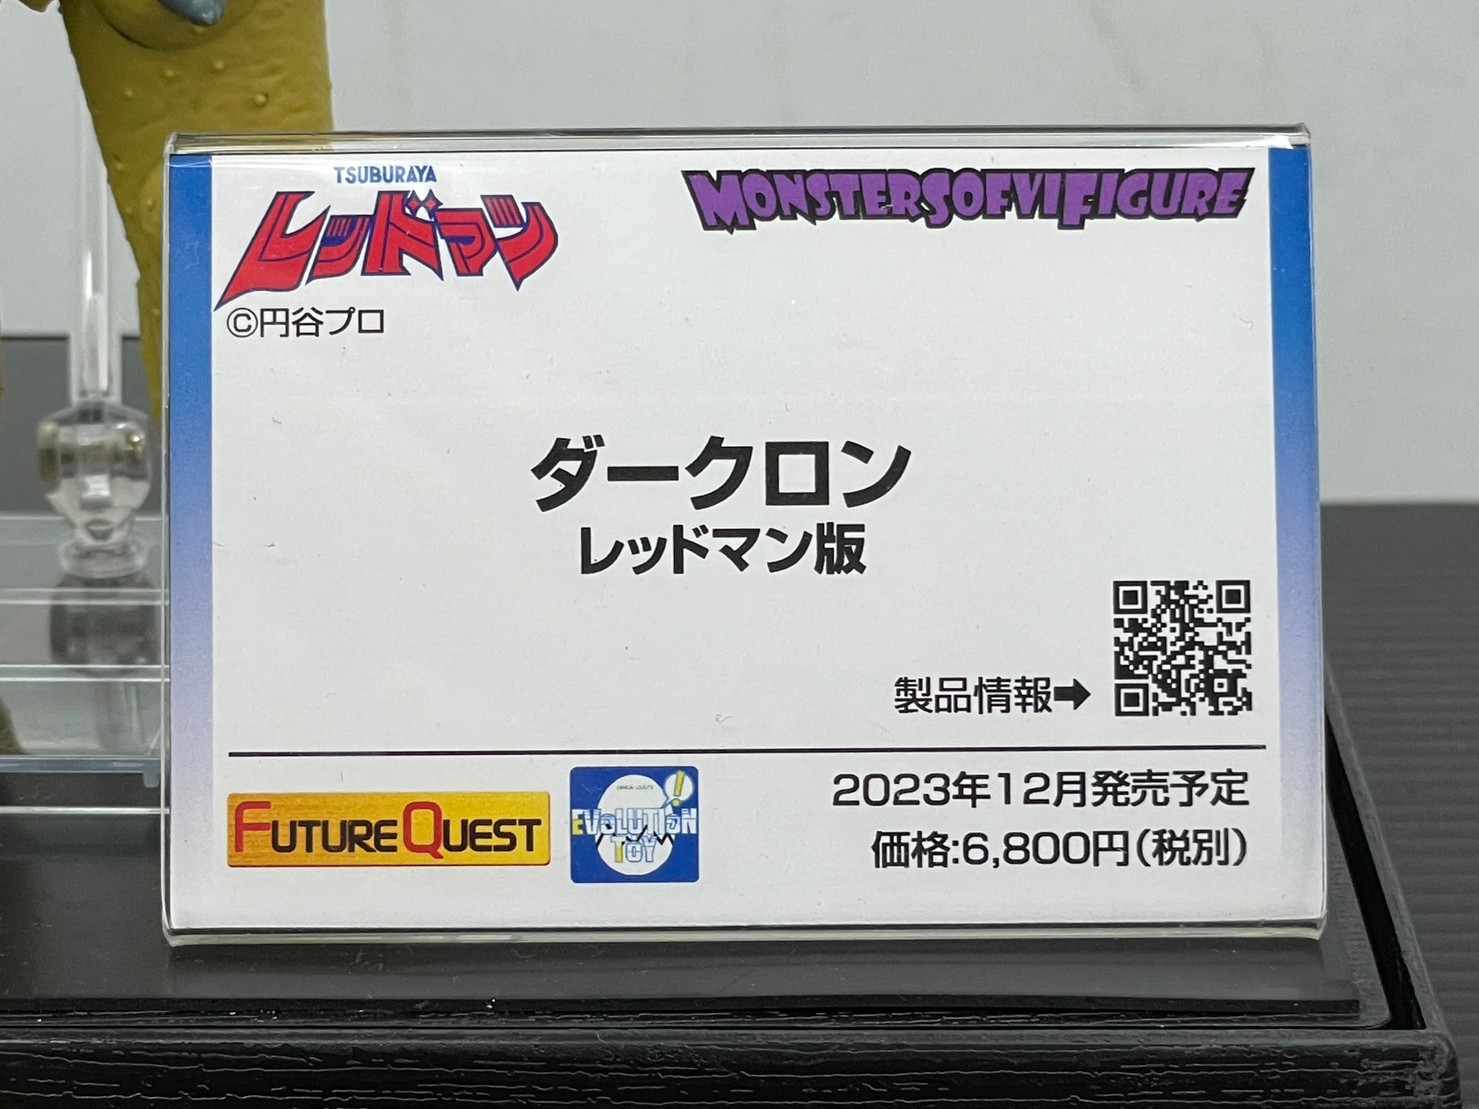 TSUBURAYA
レッドマン
©円谷プロ
MONSTERSOFVIFIGURE
ダークロン
レッドマン版
製品情報➡
FUTUREQUEST
EVOLUTION!
TOY
2023年12月発売予定
価格:6,800円(税別)